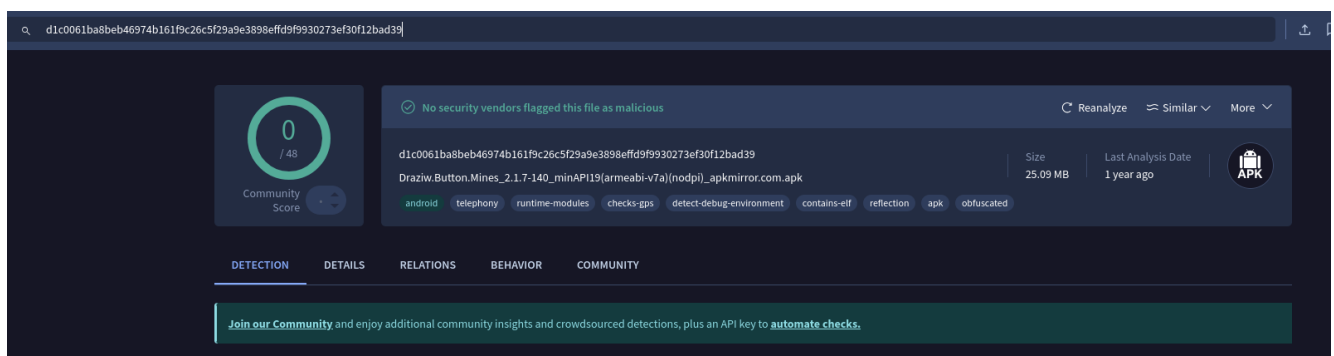 d1c0061ba8beb46974b161f9c26c5f29a9e3898effd9f9930273ef30f12bad39
0
/ 48
Community
Score
No security vendors flagged this file as malicious
Reanalyze Similar More
d1c0061ba8beb46974b161f9c26c5f29a9e3898effd9f9930273ef30f12bad39
Draziw.Button.Mines_2.1.7-140_minAPI19(armeabi-v7a)(nodpi)_apkmirror.com.apk
android telephony runtime-modules checks-gps detect-debug-environment contains-elf reflection apk obfuscated
Size
25.09 MB
Last Analysis Date
1 year ago
APK
DETECTION DETAILS RELATIONS BEHAVIOR COMMUNITY
Join our Community and enjoy additional community insights and crowdsourced detections, plus an API key to automate checks.